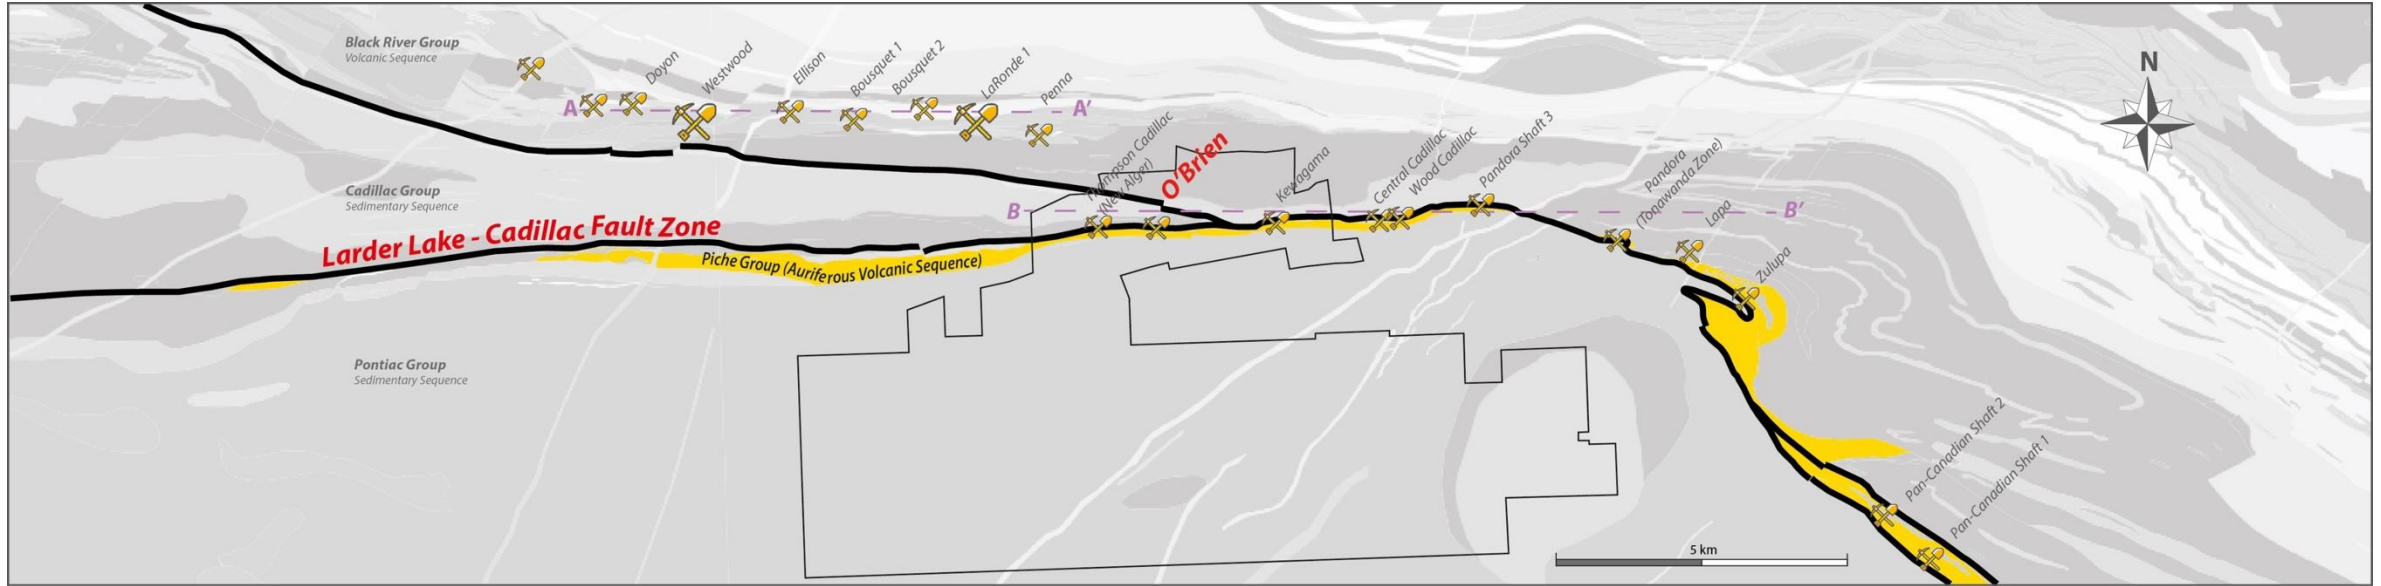 Black River Group
Volcanic Sequence
Doyon
Westwood
Ellison
Bousquet 1
Bousquet 2
LaRonde 1
Penna
A
A'
N
Cadillac Group
Sedimentary Sequence
Thompson Cadillac
(New Alger)
O'Brien
Kewagama
Central Cadillac
Wood Cadillac
Pandora Shaft 3
Pandora
(Tonawanda Zone)
Lapa
Zulupa
B
B'
Larder Lake - Cadillac Fault Zone
Piche Group (Auriferous Volcanic Sequence)
Pontiac Group
Sedimentary Sequence
Pan-Canadian Shaft 2
Pan-Canadian Shaft 1
5 km